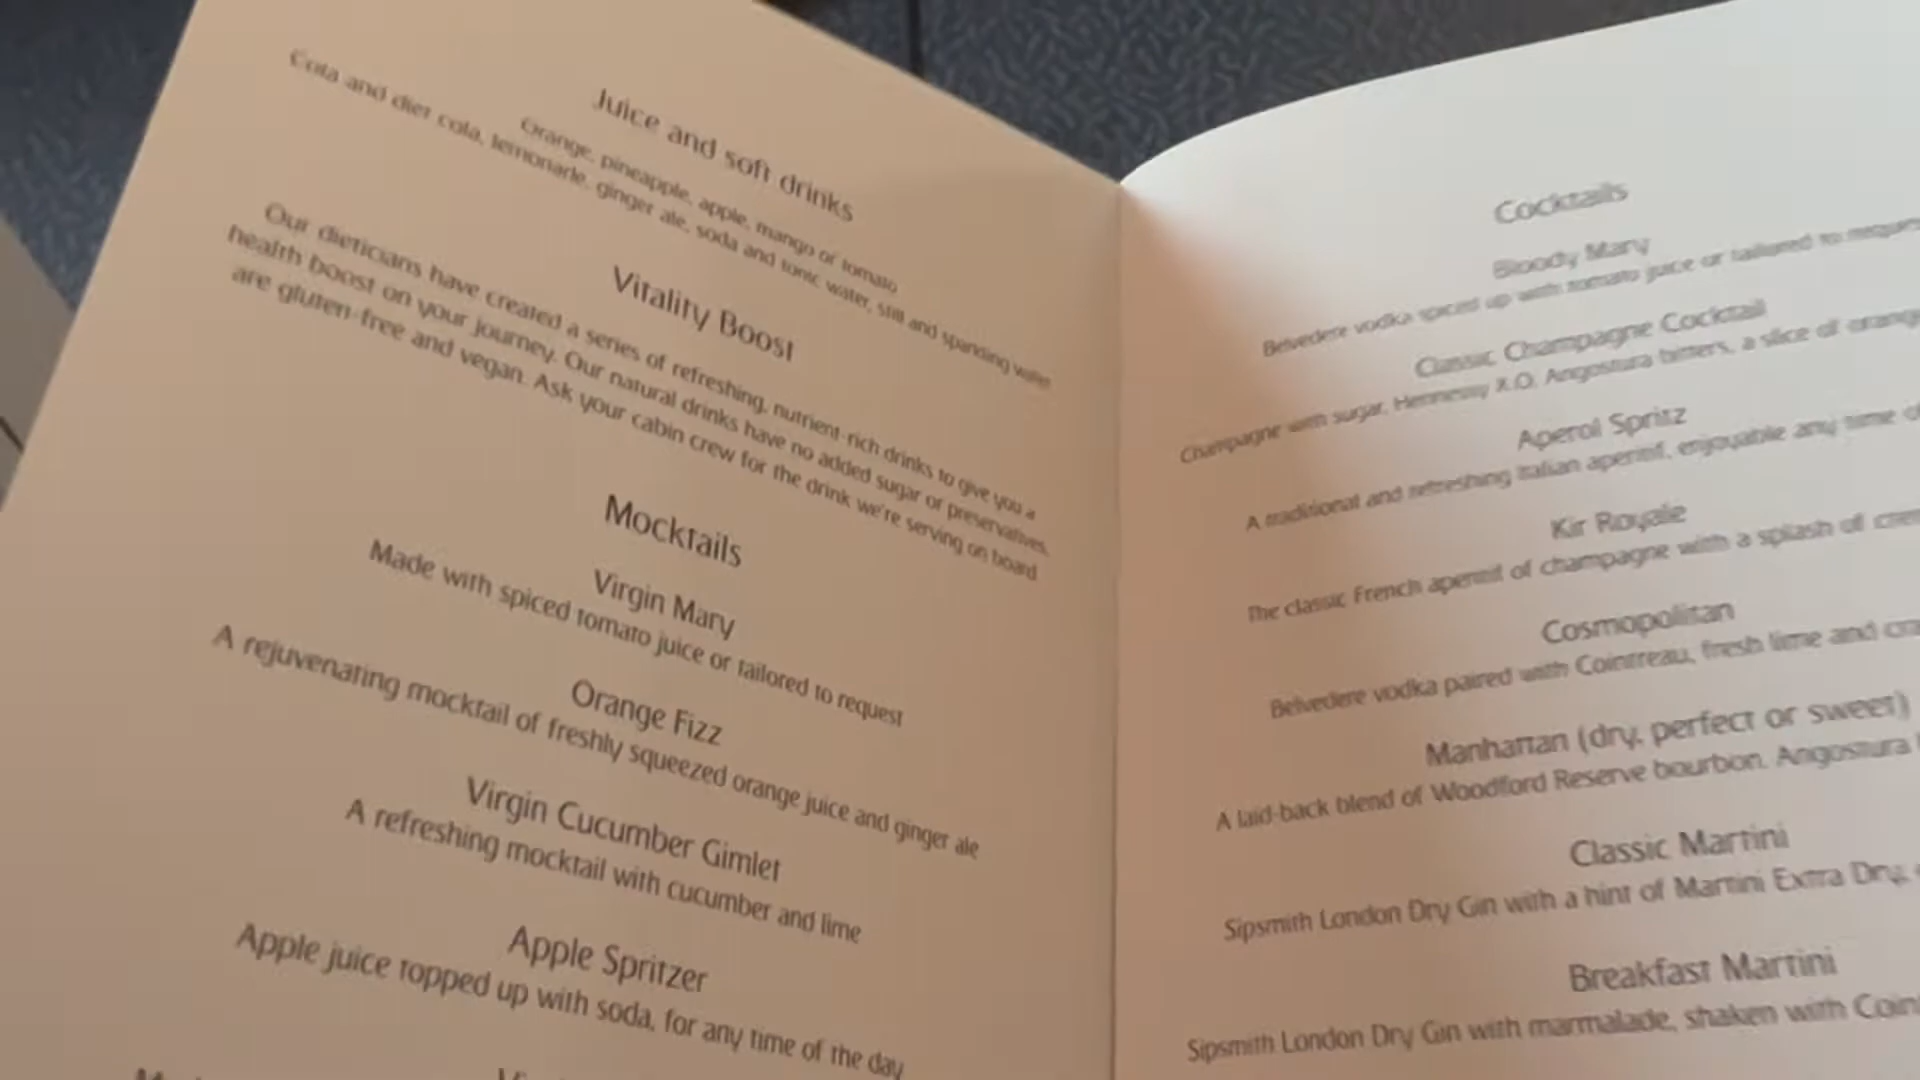 Juice and soft drinks
Orange, pineapple, apple, mango or tomato
Cola and diet cola, lemonade, ginger ale, soda and tonic water, still and sparkling water
Vitality Boost
Our dieticians have created a series of refreshing, nutrient-rich drinks to give you a
health boost on your journey. Our natural drinks have no added sugar or preservatives,
are gluten-free and vegan. Ask your cabin crew for the drink we're serving on board
Mocktails
Virgin Mary
Made with spiced tomato juice or tailored to request
Orange Fizz
A rejuvenating mocktail of freshly squeezed orange juice and ginger ale
Virgin Cucumber Gimlet
A refreshing mocktail with cucumber and lime
Apple Spritzer
Apple juice topped up with soda, for any time of the day
Cocktails
Bloody Mary
Belvedere vodka spiced up with tomato juice or tailored to
Classic Champagne Cocktail
Champagne with sugar, Hennessy X.O, Angostura bitters, a slice of
Aperol Spritz
A traditional and refreshing Italian aperitif, enjoyable any time
Kir Royale
The classic French aperitif of champagne with a splash of
Cosmopolitan
Belvedere vodka paired with Cointreau, fresh lime and
Manhattan (dry, perfect or sweet)
A laid-back blend of Woodford Reserve bourbon, Angostura
Classic Martini
Sipsmith London Dry Gin with a hint of Martini Extra Dry,
Breakfast Martini
Sipsmith London Dry Gin with marmalade, shaken with